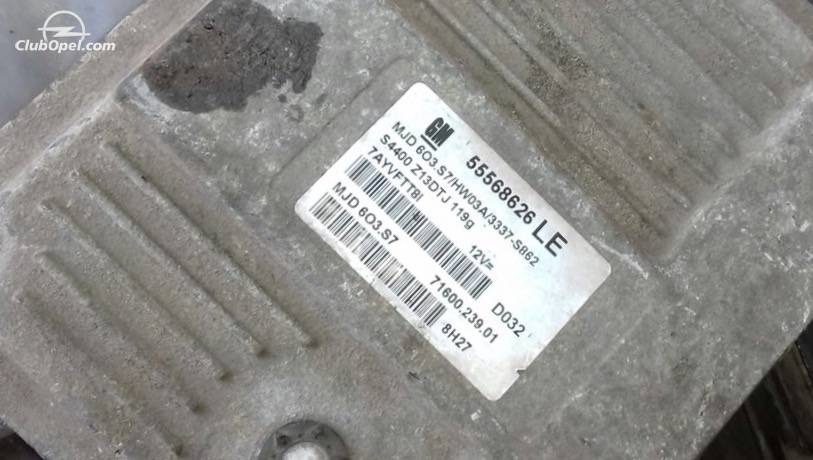 ClubOpel.com
GM 55568626 LE
MJD 6O3.S7/HW03A/3337-S862
S4400 Z13DTJ 119g 12V=
7AYVFTT8I
D032
MJD 6O3.S7 71600.239.01
8H27